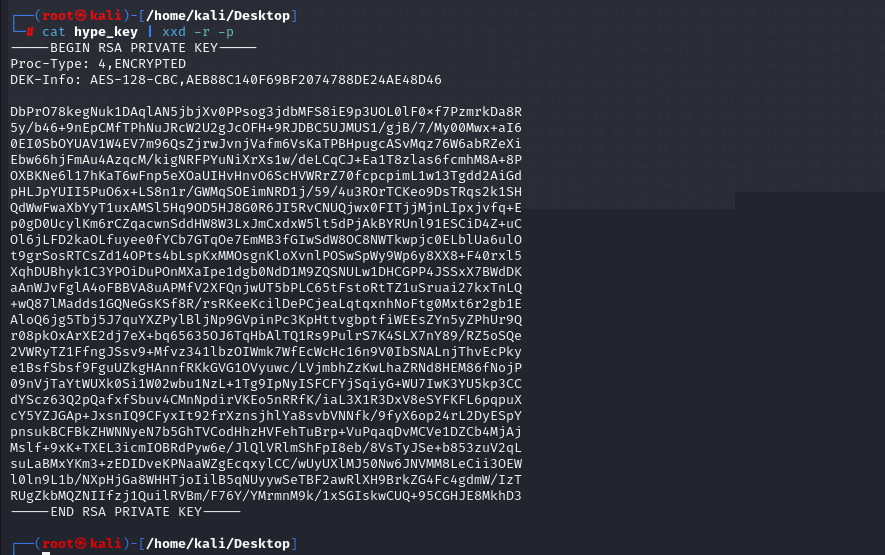 ┌──(root㉿kali)-[/home/kali/Desktop]
└─# cat hype_key | xxd -r -p
-----BEGIN RSA PRIVATE KEY-----
Proc-Type: 4,ENCRYPTED
DEK-Info: AES-128-CBC,AEB88C140F69BF2074788DE24AE48D46

DbPrO78kegNuk1DAqlAN5jbjXv0PPsog3jdbMFS8iE9p3UOL0lF0xf7PzmrkDa8R
5y/b46+9nEpCMfTPhNuJRcW2U2gJcOFH+9RJDBC5UJMUS1/gjB/7/My00Mwx+aI6
0EI0SbOYUAV1W4EV7m96QsZjrwJvnjVafm6VsKaTPBHpugcASvMqz76W6abRZeXi
Ebw66hjFmAu4AzqcM/kigNRFPYuNiXrXs1w/deLCqCJ+Ea1T8zlas6fcmhM8A+8P
OXBKNe6l17hKaT6wFnp5eXOaUIHvHnvO6ScHVWRrZ70fcpcpimL1w13Tgdd2AiGd
pHLJpYUII5PuO6x+LS8n1r/GWMqSOEimNRD1j/59/4u3ROrTCKeo9DsTRqs2k1SH
QdWwFwaXbYyT1uxAMSl5Hq9OD5HJ8G0R6JI5RvCNUQjwx0FITjjMjnLIpxjvfq+E
p0gD0UcylKm6rCZqacwnSddHW8W3LxJmCxdxW5lt5dPjAkBYRUnl91ESCiD4Z+uC
Ol6jLFD2kaOLfuyee0fYCb7GTqOe7EmMB3fGIwSdW8OC8NWTkwpjc0ELblUa6ulO
t9grSosRTCsZd14OPts4bLspKxMMOsgnKloXvnlPOSwSpWy9Wp6y8XX8+F40rxl5
XqhDUBhyk1C3YPOiDuPOnMXaIpe1dgb0NdD1M9ZQSNULw1DHCGPP4JSSxX7BWdDK
aAnWJvFglA4oFBBVA8uAPMfV2XFQnjwUT5bPLC65tFstoRtTZ1uSruai27kxTnLQ
+wQ87lMadds1GQNeGsKSf8R/rsRKeeKcilDePCjeaLqtqxnhNoFtg0Mxt6r2gb1E
AloQ6jg5Tbj5J7quYXZPylBljNp9GVpinPc3KpHttvgbptfiWEEsZYn5yZPhUr9Q
r08pkOxArXE2dj7eX+bq65635OJ6TqHbAlTQ1Rs9PulrS7K4SLX7nY89/RZ5oSQe
2VWRyTZ1FfngJSsv9+Mfvz341lbzOIWmk7WfEcWcHc16n9V0IbSNALnjThvEcPky
e1BsfSbsf9FguUZkgHAnnfRKkGVG1OVyuwc/LVjmbhZzKwLhaZRNd8HEM86fNojP
09nVjTaYtWUXk0Si1W02wbu1NzL+1Tg9IpNyISFCFYjSqiyG+WU7IwK3YU5kp3CC
dYScz63Q2pQafxfSbuv4CMnNpdirVKEo5nRRfK/iaL3X1R3DxV8eSYFKFL6pqpuX
cY5YZJGAp+JxsnIQ9CFyxIt92frXznsjhlYa8svbVNNfk/9fyX6op24rL2DyESpY
pnsukBCFBkZHWNNyeN7b5GhTVCodHhzHVFehTuBrp+VuPqaqDvMCVe1DZCb4MjAj
Mslf+9xK+TXEL3icmIOBRdPyw6e/JlQlVRlmShFpI8eb/8VsTyJSe+b853zuV2qL
suLaBMxYKm3+zEDIDveKPNaaWZgEcqxylCC/wUyUXlMJ50Nw6JNVMM8LeCii3OEW
l0ln9L1b/NXpHjGa8WHHTjoIilB5qNUyywSeTBF2awRlXH9BrkZG4Fc4gdmW/IzT
RUgZkbMQZNIIfzj1QuilRVBm/F76Y/YMrmnM9k/1xSGIskwCUQ+95CGHJE8MkhD3
-----END RSA PRIVATE KEY-----
┌──(root㉿kali)-[/home/kali/Desktop]